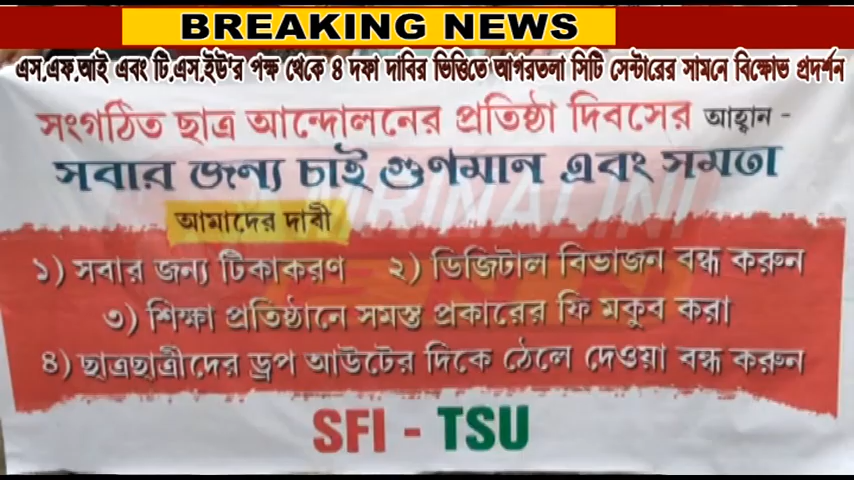 BREAKING NEWS
এস.এফ.আই এবং টি.এস.ইউ'র পক্ষ থেকে ৪ দফা দাবির ভিত্তিতে আগরতলা সিটি সেন্টারের সামনে বিক্ষোভ প্রদর্শন
সংগঠিত ছাত্র আন্দোলনের প্রতিষ্ঠা দিবসের আহ্বান -
সবার জন্য চাই গুণমান এবং সমতা
আমাদের দাবী
১) সবার জন্য টিকাকরণ ২) ডিজিটাল বিভাজন বন্ধ করুন
৩) শিক্ষা প্রতিষ্ঠানে সমস্ত প্রকারের ফি মকুব করা
৪) ছাত্রছাত্রীদের ড্রপ আউটের দিকে ঠেলে দেওয়া বন্ধ করুন
SFI - TSU